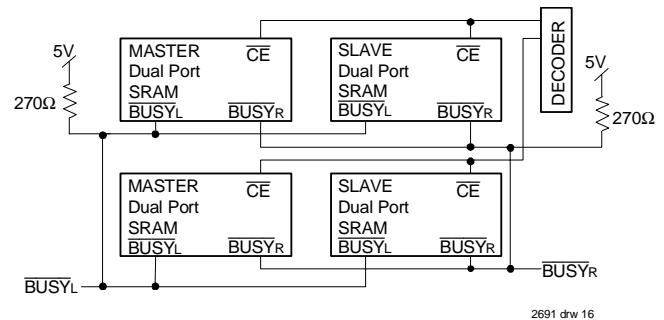 5V
270Ω
MASTER
Dual Port
SRAM
BUSYL
CE
BUSYR
SLAVE
Dual Port
SRAM
BUSYL
CE
BUSYR
DECODER
5V
270Ω
MASTER
Dual Port
SRAM
BUSYL
CE
BUSYR
SLAVE
Dual Port
SRAM
BUSYL
CE
BUSYR
BUSYL
BUSYR
2691 drw 16